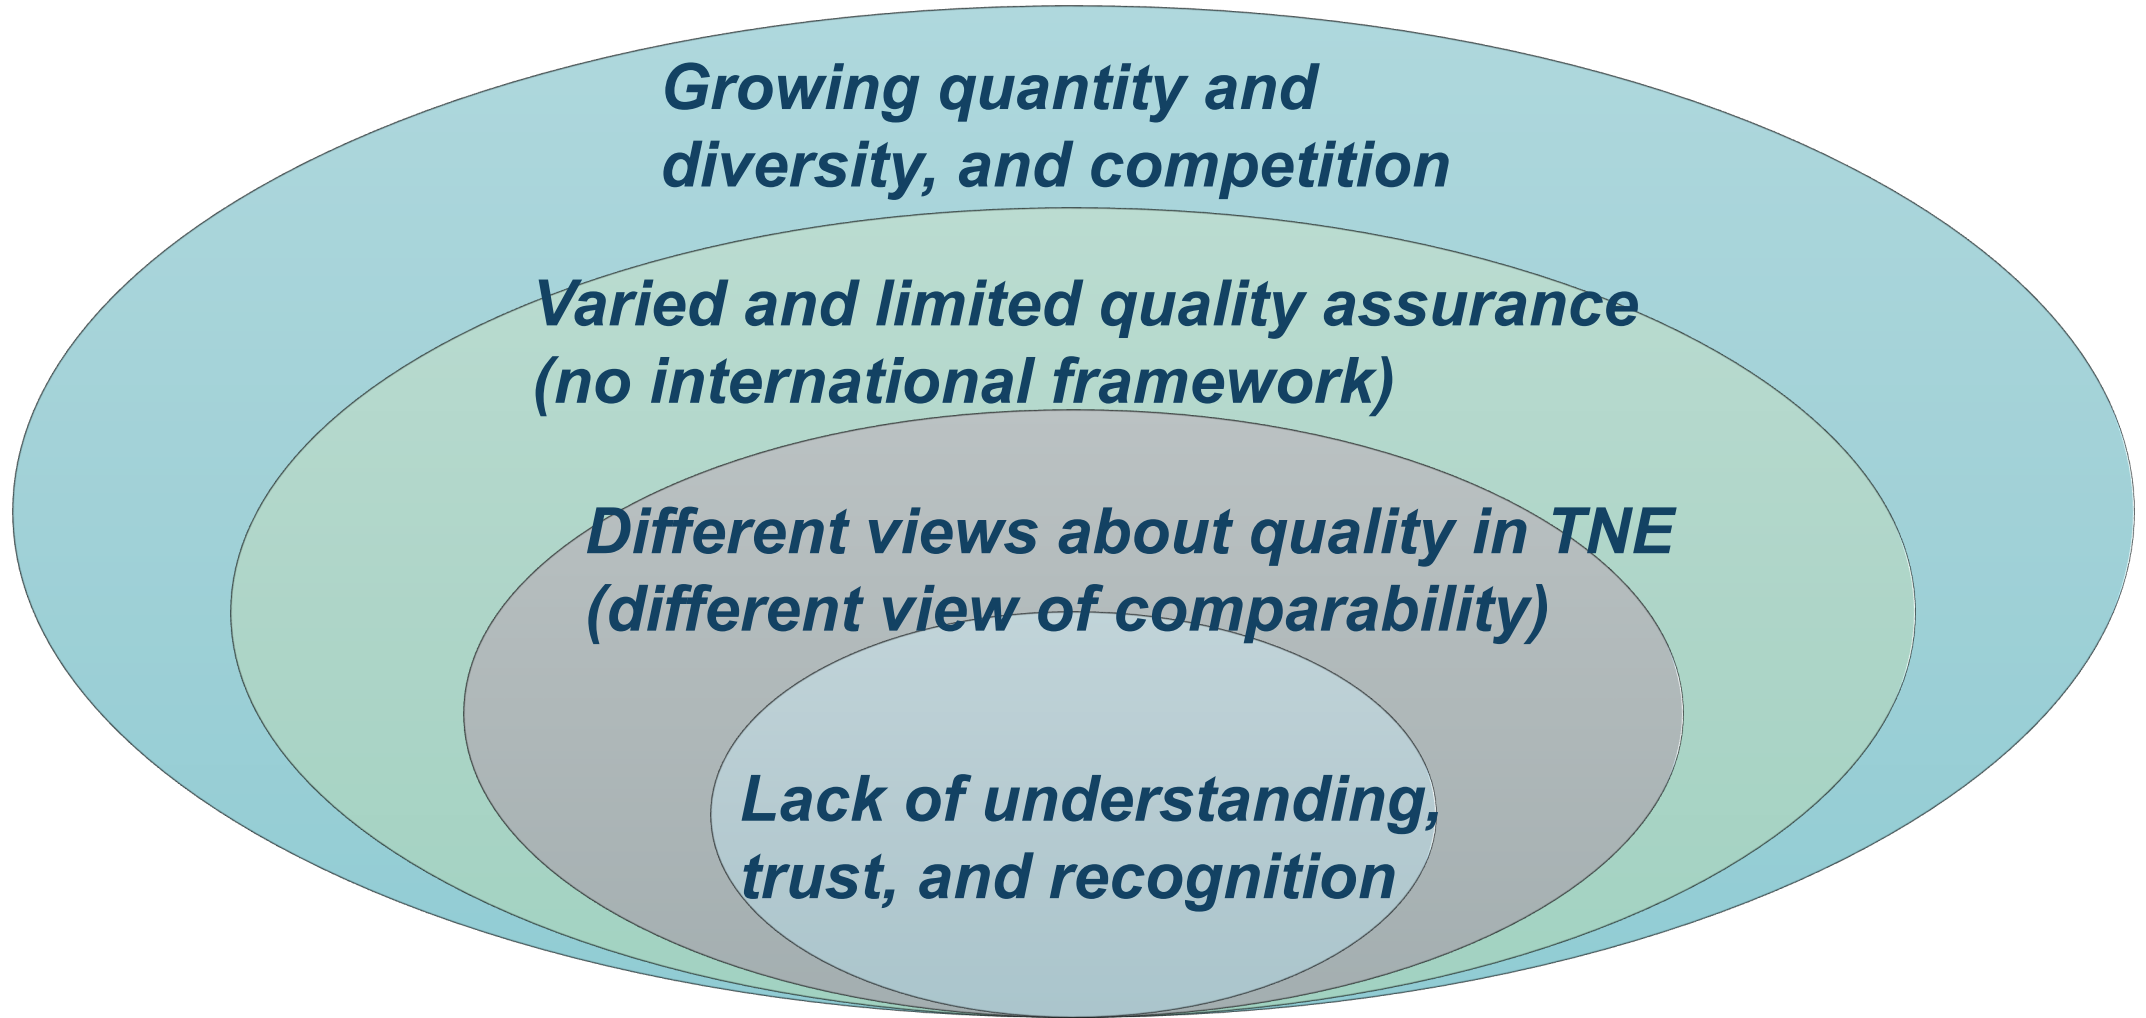 Growing quantity and
diversity, and competition
Varied and limited quality assurance
(no international framework)
Different views about quality in TNE
(different view of comparability)
Lack of understanding,
trust, and recognition